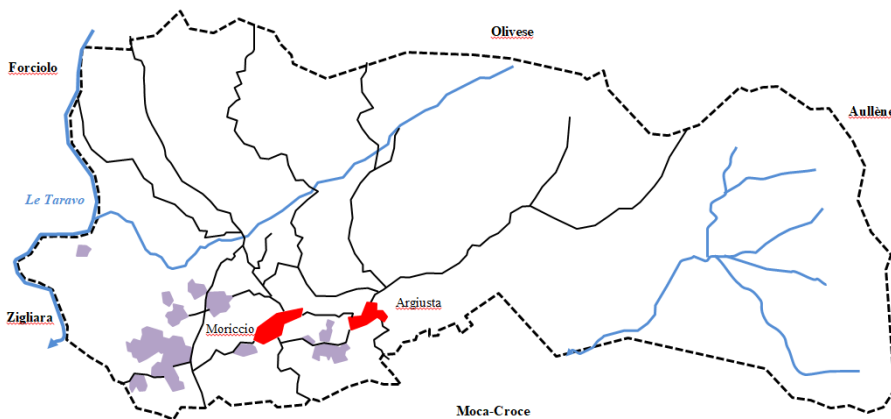 Olivese
Forciolo
Aullène
Le Taravo
Zigliara
Moriccio
Argiusta
Moca-Croce